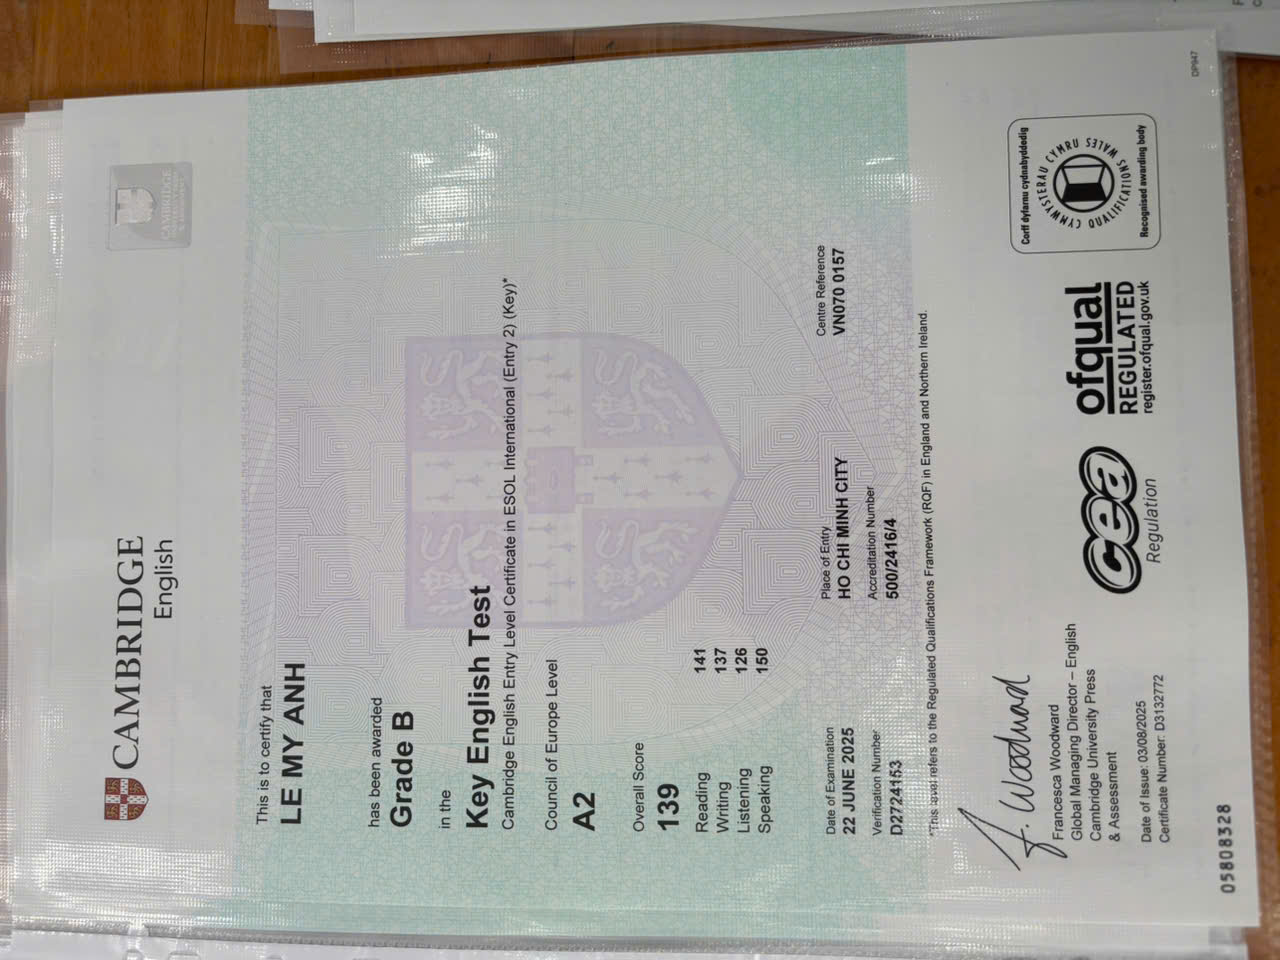 CAMBRIDGE
English
This is to certify that
LE MY ANH
has been awarded
Grade B
in the
Key English Test
Cambridge English Entry Level Certificate in ESOL International (Entry 2) (Key)*
Council of Europe Level
A2
Overall Score
139
Reading 141
Writing 137
Listening 126
Speaking 150
Date of Examination
22 JUNE 2025
Place of Entry
HO CHI MINH CITY
Centre Reference
VN070 0157
Verification Number
D2724153
Accreditation Number
500/2416/4
*This level refers to the Regulated Qualifications Framework (RQF) in England and Northern Ireland.
J. Woodward
Francesca Woodward
Global Managing Director – English
Cambridge University Press
& Assessment
Date of Issue: 03/08/2025
Certificate Number: D3132772
cea
Regulation
ofqual
REGULATED
register.ofqual.gov.uk
Corff dyfarnu cydnabyddedig
CYMWYSTERAU CYMRU
QUALIFICATIONS WALES
Recognised awarding body
05808328
DP947